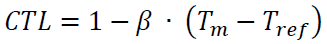 CTL = 1 − β · (T_m − T_ref)